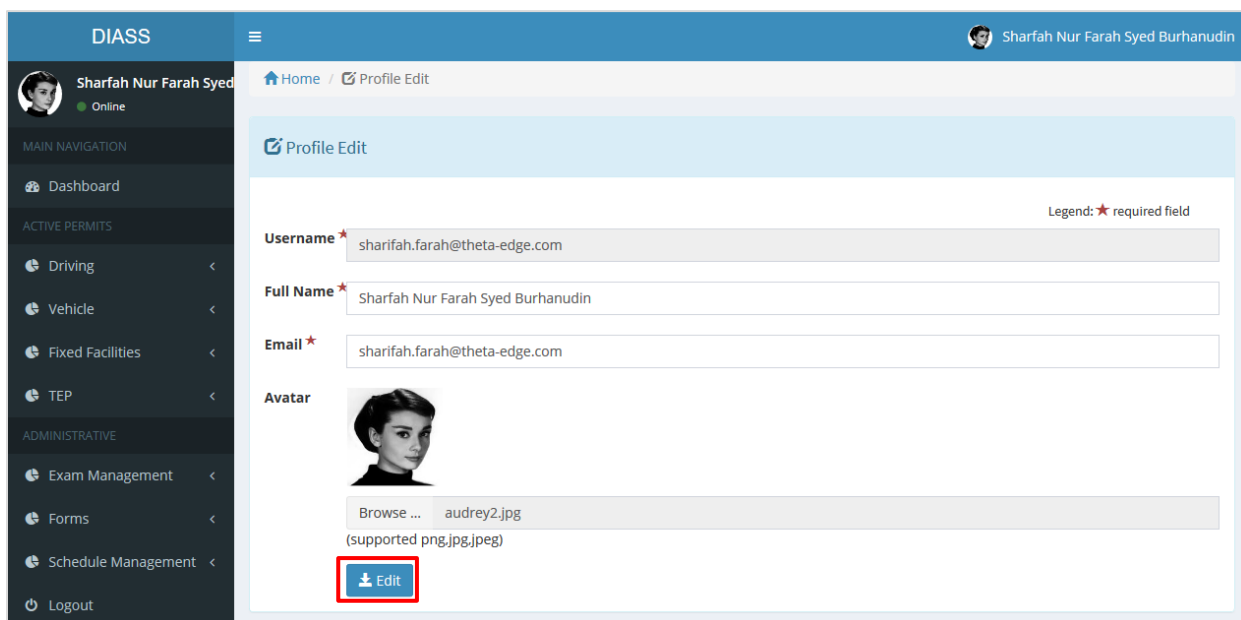 DIASS
Sharfah Nur Farah Syed Burhanudin
Sharfah Nur Farah Syed
Online
Home / Profile Edit
MAIN NAVIGATION
Dashboard
ACTIVE PERMITS
Driving
Vehicle
Fixed Facilities
TEP
ADMINISTRATIVE
Exam Management
Forms
Schedule Management
Logout
Profile Edit
Legend: ★ required field
Username ★ sharifah.farah@theta-edge.com
Full Name ★ Sharfah Nur Farah Syed Burhanudin
Email ★ sharifah.farah@theta-edge.com
Avatar
Browse ... audrey2.jpg
(supported png,jpg,jpeg)
Edit